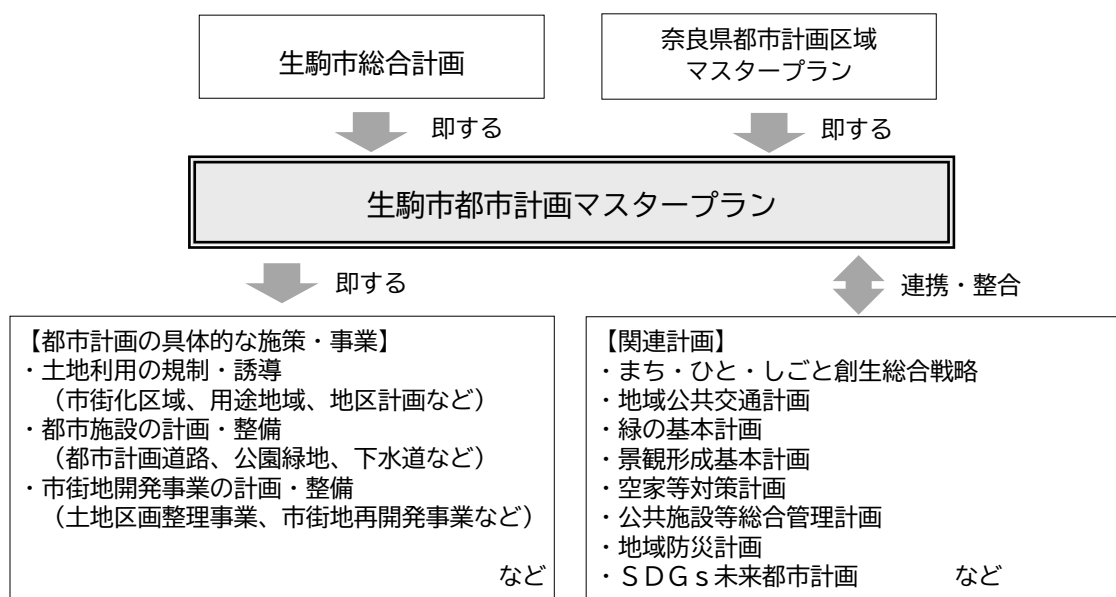 生駒市総合計画
奈良県都市計画区域
マスタープラン
即する
即する
生駒市都市計画マスタープラン
即する
連携・整合
【都市計画の具体的な施策・事業】
・土地利用の規制・誘導
（市街化区域、用途地域、地区計画など）
・都市施設の計画・整備
（都市計画道路、公園緑地、下水道など）
・市街地開発事業の計画・整備
（土地区画整理事業、市街地再開発事業など）
など
【関連計画】
・まち・ひと・しごと創生総合戦略
・地域公共交通計画
・緑の基本計画
・景観形成基本計画
・空家等対策計画
・公共施設等総合管理計画
・地域防災計画
・ＳＤＧｓ未来都市計画　　　　など